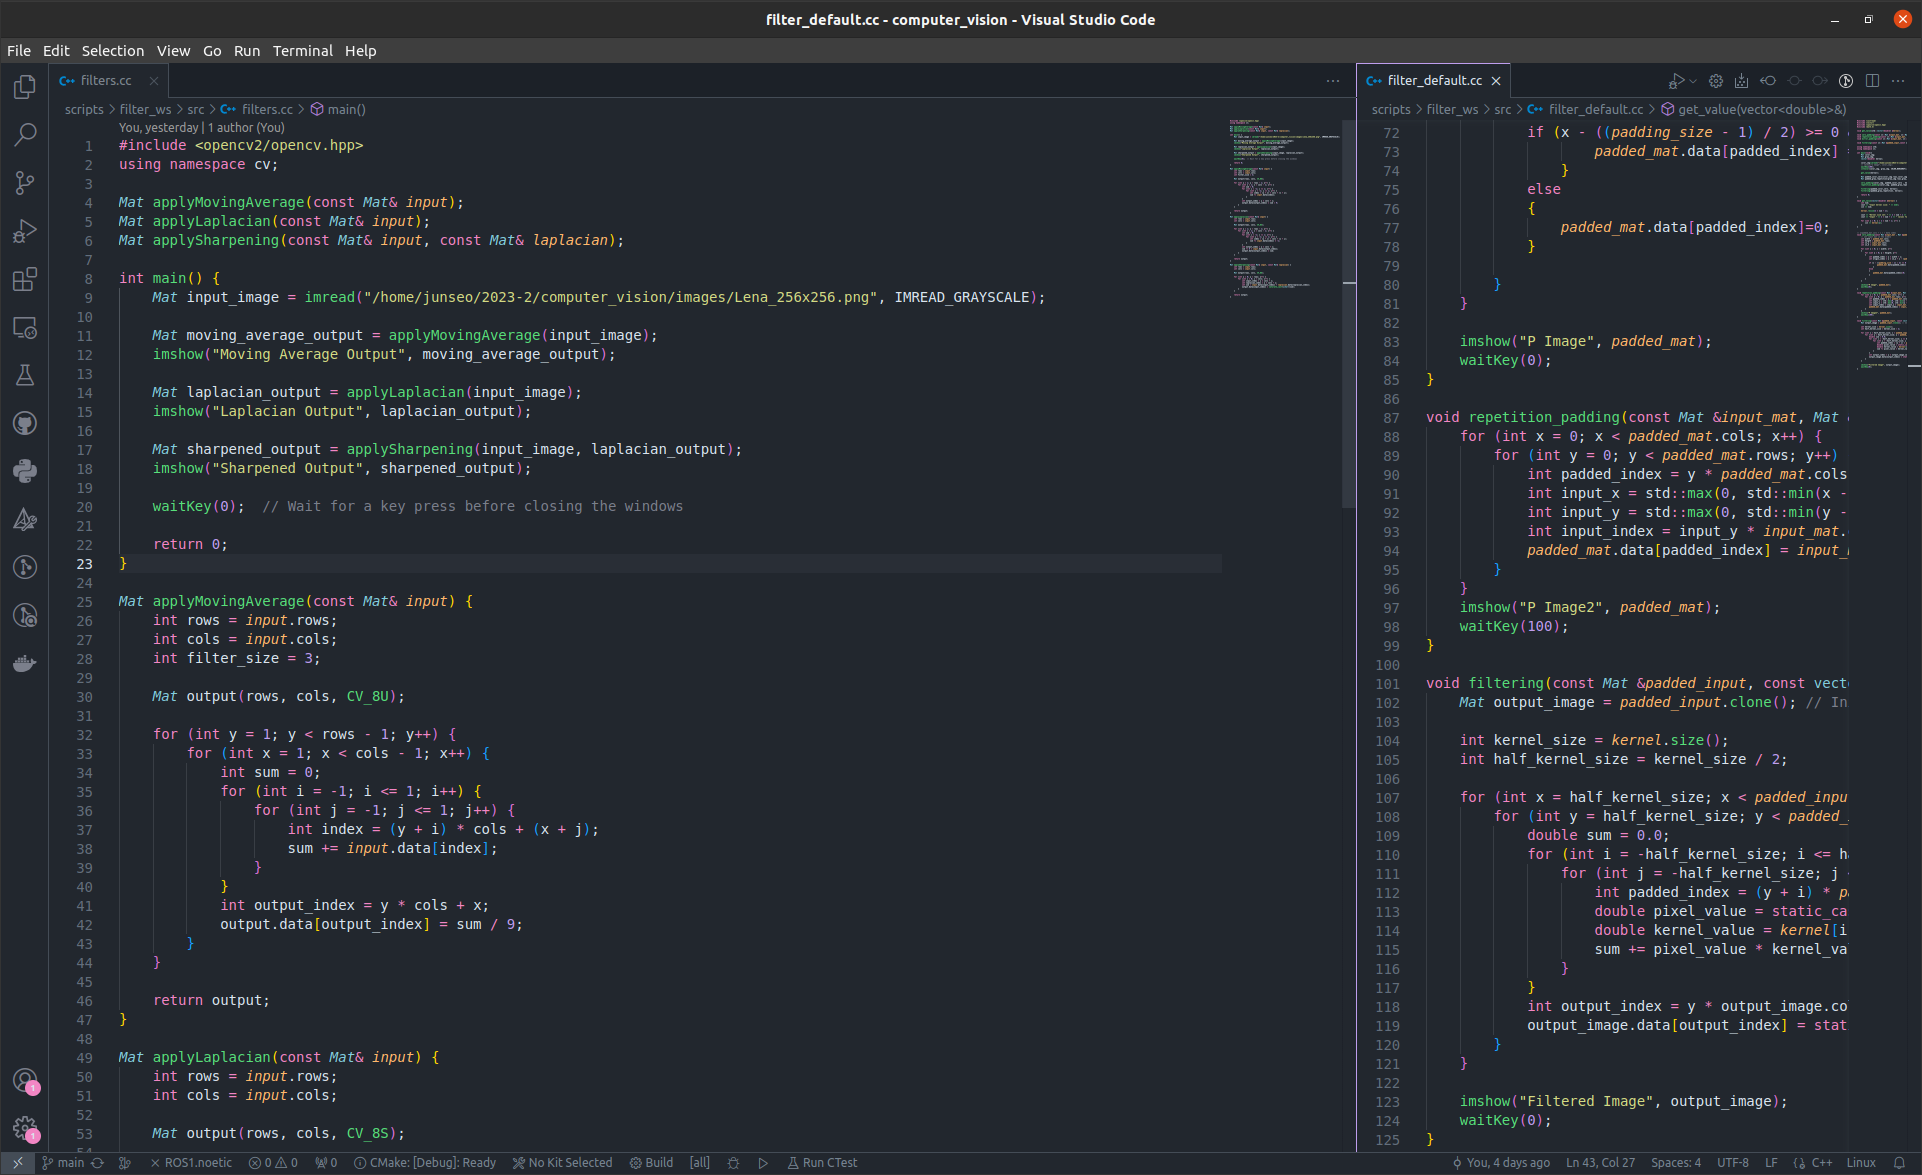 filter_default.cc - computer_vision - Visual Studio Code
File Edit Selection View Go Run Terminal Help
filters.cc
scripts > filter_ws > src > filters.cc > main()
You, yesterday | 1 author (You)
1 #include <opencv2/opencv.hpp>
2 using namespace cv;
3
4 Mat applyMovingAverage(const Mat& input);
5 Mat applyLaplacian(const Mat& input);
6 Mat applySharpening(const Mat& input, const Mat& laplacian);
7
8 int main() {
9 Mat input_image = imread("/home/junseo/2023-2/computer_vision/images/Lena_256x256.png", IMREAD_GRAYSCALE);
10
11 Mat moving_average_output = applyMovingAverage(input_image);
12 imshow("Moving Average Output", moving_average_output);
13
14 Mat laplacian_output = applyLaplacian(input_image);
15 imshow("Laplacian Output", laplacian_output);
16
17 Mat sharpened_output = applySharpening(input_image, laplacian_output);
18 imshow("Sharpened Output", sharpened_output);
19
20 waitKey(0); // Wait for a key press before closing the windows
21
22 return 0;
23 }
24
25 Mat applyMovingAverage(const Mat& input) {
26 int rows = input.rows;
27 int cols = input.cols;
28 int filter_size = 3;
29
30 Mat output(rows, cols, CV_8U);
31
32 for (int y = 1; y < rows - 1; y++) {
33 for (int x = 1; x < cols - 1; x++) {
34 int sum = 0;
35 for (int i = -1; i <= 1; i++) {
36 for (int j = -1; j <= 1; j++) {
37 int index = (y + i) * cols + (x + j);
38 sum += input.data[index];
39 }
40 }
41 int output_index = y * cols + x;
42 output.data[output_index] = sum / 9;
43 }
44 }
45
46 return output;
47 }
48
49 Mat applyLaplacian(const Mat& input) {
50 int rows = input.rows;
51 int cols = input.cols;
52
53 Mat output(rows, cols, CV_8S);
54
filter_default.cc
scripts > filter_ws > src > filter_default.cc > get_value(vector<double>&)
72 if (x - ((padding_size - 1) / 2) >= 0
73 padded_mat.data[padded_index]
74 }
75 else
76 {
77 padded_mat.data[padded_index]=0;
78 }
79
80 }
81 }
82
83 imshow("P Image", padded_mat);
84 waitKey(0);
85 }
86
87 void repetition_padding(const Mat &input_mat, Mat
88 for (int x = 0; x < padded_mat.cols; x++) {
89 for (int y = 0; y < padded_mat.rows; y++)
90 int padded_index = y * padded_mat.cols
91 int input_x = std::max(0, std::min(x -
92 int input_y = std::max(0, std::min(y -
93 int input_index = input_y * input_mat.
94 padded_mat.data[padded_index] = input_
95 }
96 }
97 imshow("P Image2", padded_mat);
98 waitKey(100);
99 }
100
101 void filtering(const Mat &padded_input, const vect
102 Mat output_image = padded_input.clone(); // In
103
104 int kernel_size = kernel.size();
105 int half_kernel_size = kernel_size / 2;
106
107 for (int x = half_kernel_size; x < padded_inpu
108 for (int y = half_kernel_size; y < padded_
109 double sum = 0.0;
110 for (int i = -half_kernel_size; i <= h
111 for (int j = -half_kernel_size; j
112 int padded_index = (y + i) * p
113 double pixel_value = static_ca
114 double kernel_value = kernel[i
115 sum += pixel_value * kernel_va
116 }
117 }
118 int output_index = y * output_image.co
119 output_image.data[output_index] = stat
120 }
121 }
122
123 imshow("Filtered Image", output_image);
124 waitKey(0);
125 }
1
1
main ROS1.noetic 0 0 0 CMake: [Debug]: Ready No Kit Selected Build [all] Run CTest You, 4 days ago Ln 43, Col 27 Spaces: 4 UTF-8 LF C++ Linux